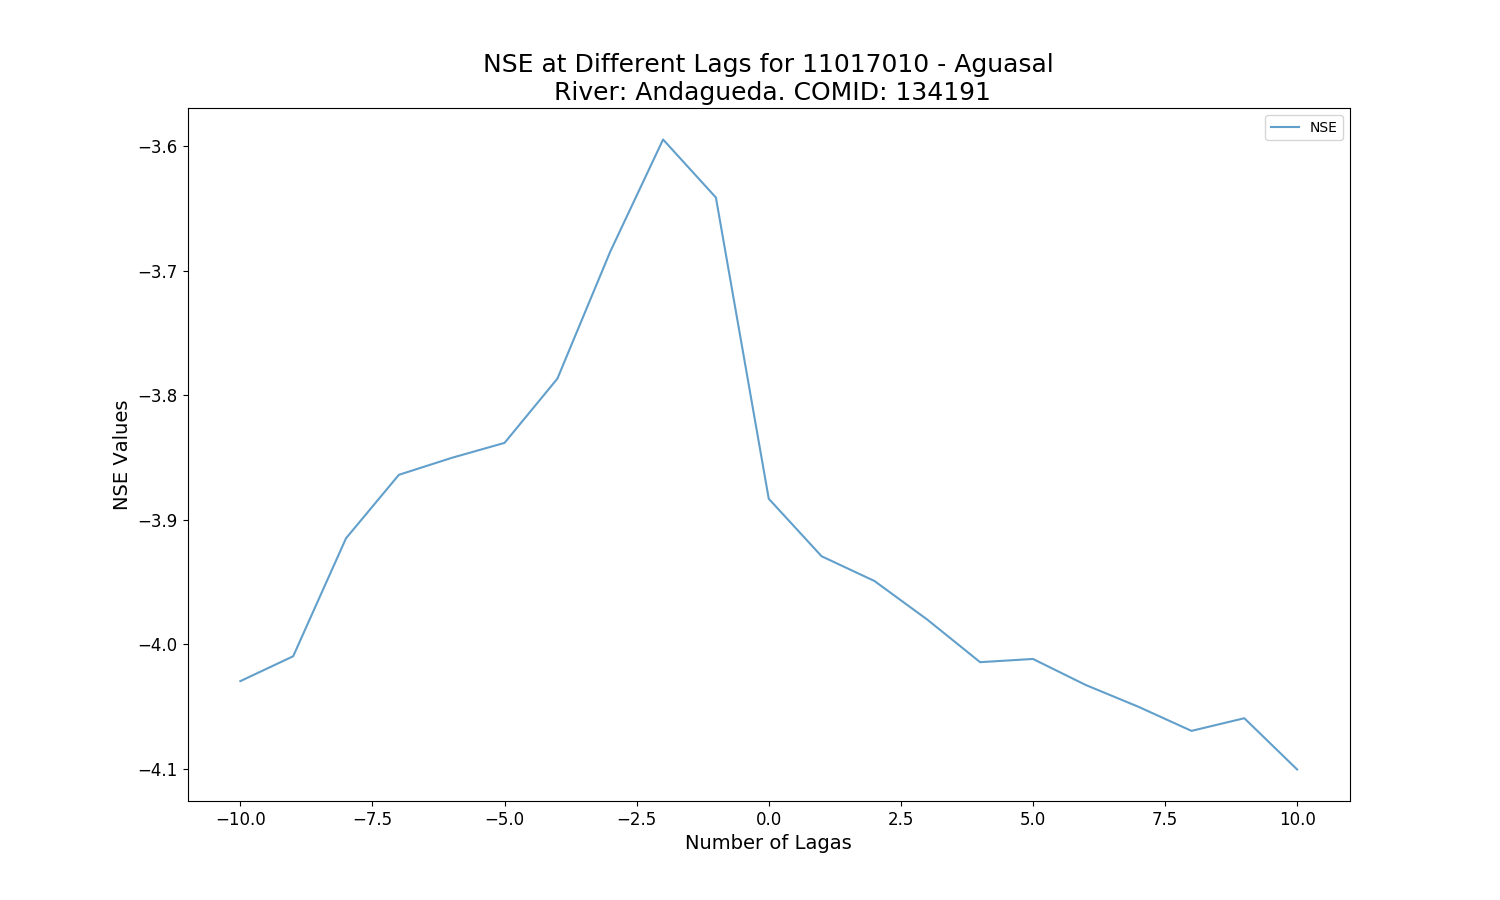 NSE at Different Lags for 11017010 - Aguasal
River: Andagueda. COMID: 134191
NSE
−3.6
−3.7
−3.8
−3.9
−4.0
−4.1
NSE Values
−10.0 −7.5 −5.0 −2.5 0.0 2.5 5.0 7.5 10.0
Number of Lagas